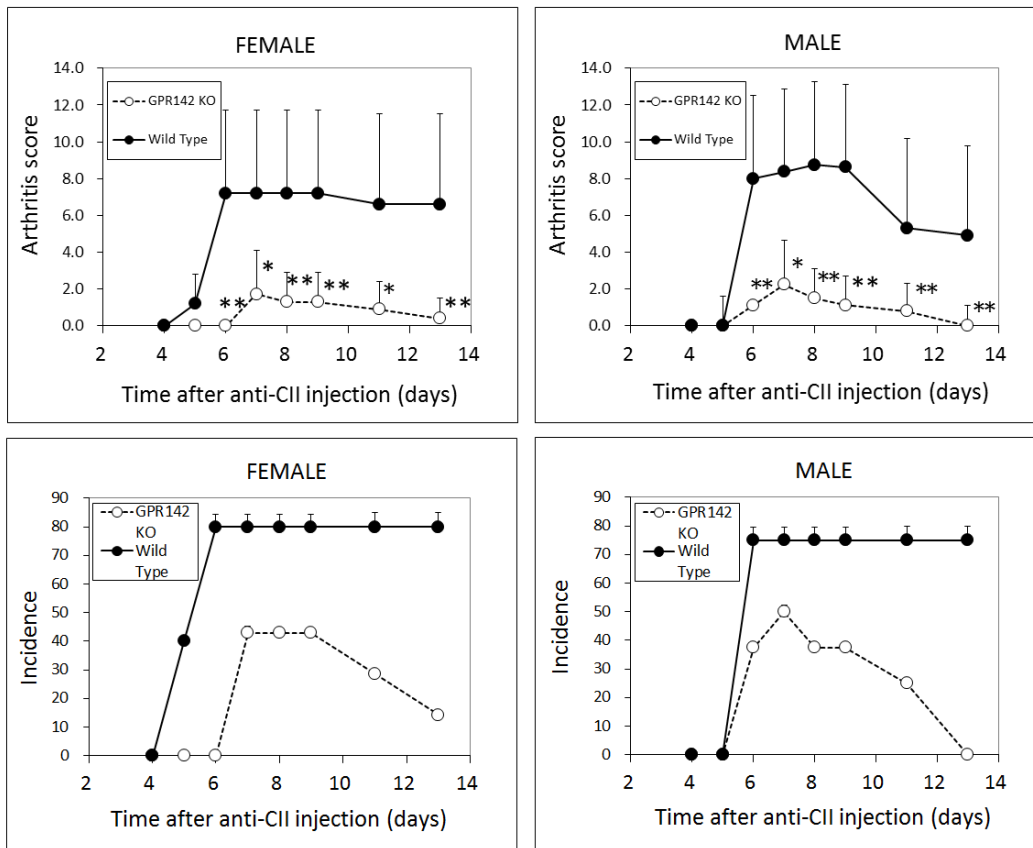 FEMALE
14.0
12.0
10.0
8.0
6.0
4.0
2.0
0.0
Arthritis score
GPR142 KO
Wild Type
**
*
**
**
*
**
2 4 6 8 10 12 14
Time after anti-CII injection (days)
MALE
14.0
12.0
10.0
8.0
6.0
4.0
2.0
0.0
Arthritis score
GPR142 KO
Wild Type
**
*
**
**
**
**
2 4 6 8 10 12 14
Time after anti-CII injection (days)
FEMALE
90
80
70
60
50
40
30
20
10
0
Incidence
GPR142
KO
Wild
Type
2 4 6 8 10 12 14
Time after anti-CII injection (days)
MALE
90
80
70
60
50
40
30
20
10
0
Incidence
GPR142
KO
Wild
Type
2 4 6 8 10 12 14
Time after anti-CII injection (days)